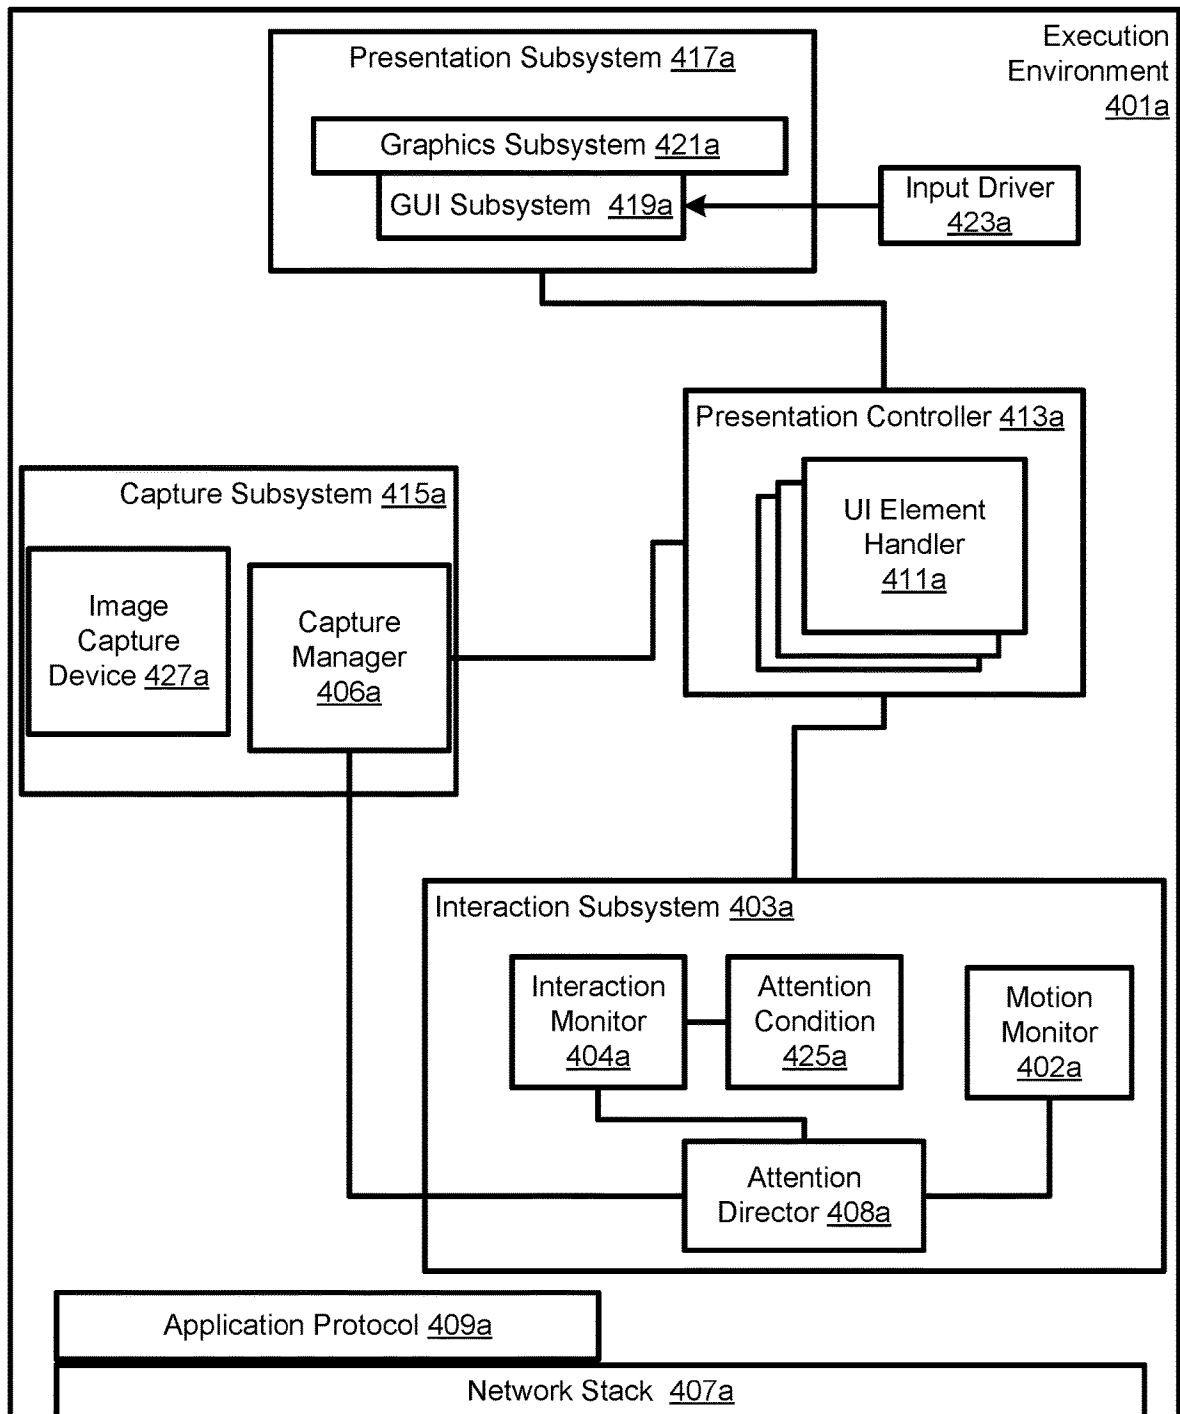 Execution
Environment
401a
Presentation Subsystem 417a
Graphics Subsystem 421a
GUI Subsystem 419a
Input Driver
423a
Presentation Controller 413a
UI Element
Handler
411a
Capture Subsystem 415a
Image
Capture
Device 427a
Capture
Manager
406a
Interaction Subsystem 403a
Interaction
Monitor
404a
Attention
Condition
425a
Motion
Monitor
402a
Attention
Director 408a
Application Protocol 409a
Network Stack 407a